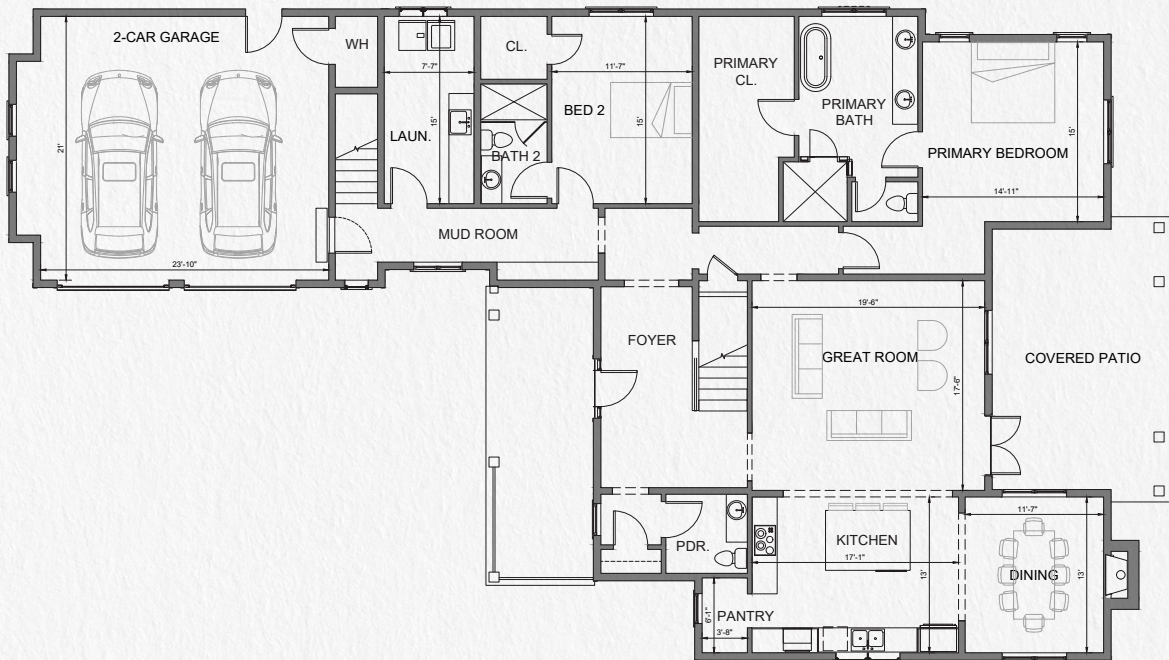 2-CAR GARAGE
21'
23'-10"
WH
7'-7"
15'
LAUN.
CL.
11'-7"
15'
BED 2
BATH 2
MUD ROOM
PRIMARY
CL.
PRIMARY
BATH
PRIMARY BEDROOM
15'
14'-11"
FOYER
19'-6"
GREAT ROOM
17'-6"
COVERED PATIO
PDR.
KITCHEN
17'-1"
13'
11'-7"
DINING
13'
PANTRY
6'-1"
3'-8"